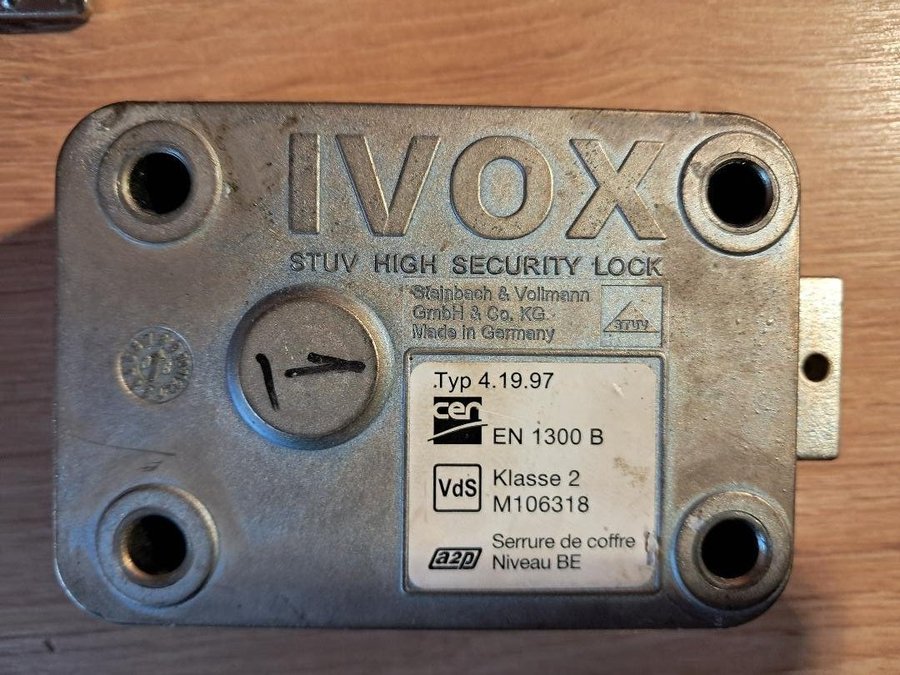 IVOX
STUV HIGH SECURITY LOCK
Steinbach & Vollmann
GmbH & Co. KG
Made in Germany
STUV
Typ 4.19.97
cen
EN 1300 B
VdS
Klasse 2
M106318
a2p
Serrure de coffre
Niveau BE